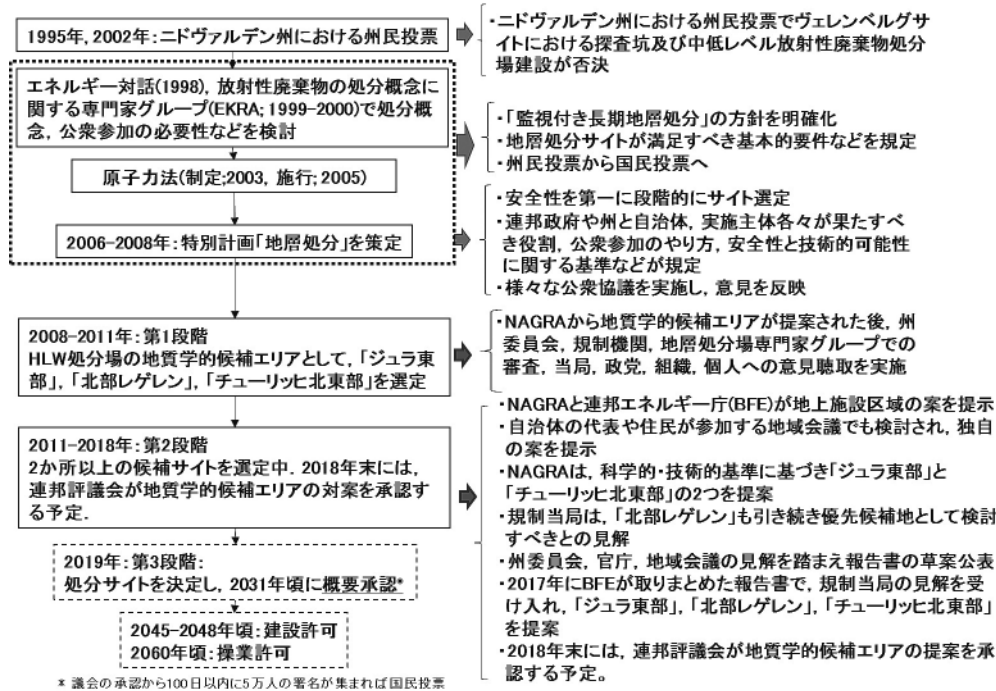 1995年，2002年：ニドヴァルデン州における州民投票
・ニドヴァルデン州における州民投票でヴェレンベルグサ
イトにおける探査坑及び中低レベル放射性廃棄物処分
場建設が否決
エネルギー対話(1998)，放射性廃棄物の処分概念に
関する専門家グループ(EKRA；1999-2000)で処分概
念，公衆参加の必要性などを検討
・「監視付き長期地層処分」の方針を明確化
・地層処分サイトが満足すべき基本的要件などを規定
・州民投票から国民投票へ
原子力法(制定；2003，施行；2005)
2006-2008年：特別計画「地層処分」を策定
・安全性を第一に段階的にサイト選定
・連邦政府や州と自治体，実施主体各々が果たすべ
き役割，公衆参加のやり方，安全性と技術的可能性
に関する基準などが規定
・様々な公衆協議を実施し，意見を反映
2008-2011年：第1段階
HLW処分場の地質学的候補エリアとして，「ジュラ東
部」，「北部レゲレン」，「チューリッヒ北東部」を選定
・NAGRAから地質学的候補エリアが提案された後，州
委員会，規制機関，地層処分場専門家グループでの
審査，当局，政党，組織，個人への意見聴取を実施
2011-2018年：第2段階
2か所以上の候補サイトを選定中．2018年末には，
連邦評議会が地質学的候補エリアの対案を承認す
る予定．
・NAGRAと連邦エネルギー庁(BFE)が地上施設区域の案を提示
・自治体の代表や住民が参加する地域会議でも検討され，独自
の案を提示
・NAGRAは，科学的・技術的基準に基づき「ジュラ東部」と
「チューリッヒ北東部」の2つを提案
・規制当局は，「北部レゲレン」も引き続き優先候補地として検討
すべきとの見解
・州委員会，官庁，地域会議の見解を踏まえ報告書の草案公表
・2017年にBFEが取りまとめた報告書で，規制当局の見解を受
け入れ，「ジュラ東部」，「北部レゲレン」，「チューリッヒ北東部」
を提案
・2018年末には，連邦評議会が地質学的候補エリアの提案を承
認する予定。
2019年：第3段階：
処分サイトを決定し，2031年頃に概要承認*
2045-2048年頃：建設許可
2060年頃：操業許可
* 議会の承認から100日以内に5万人の署名が集まれば国民投票